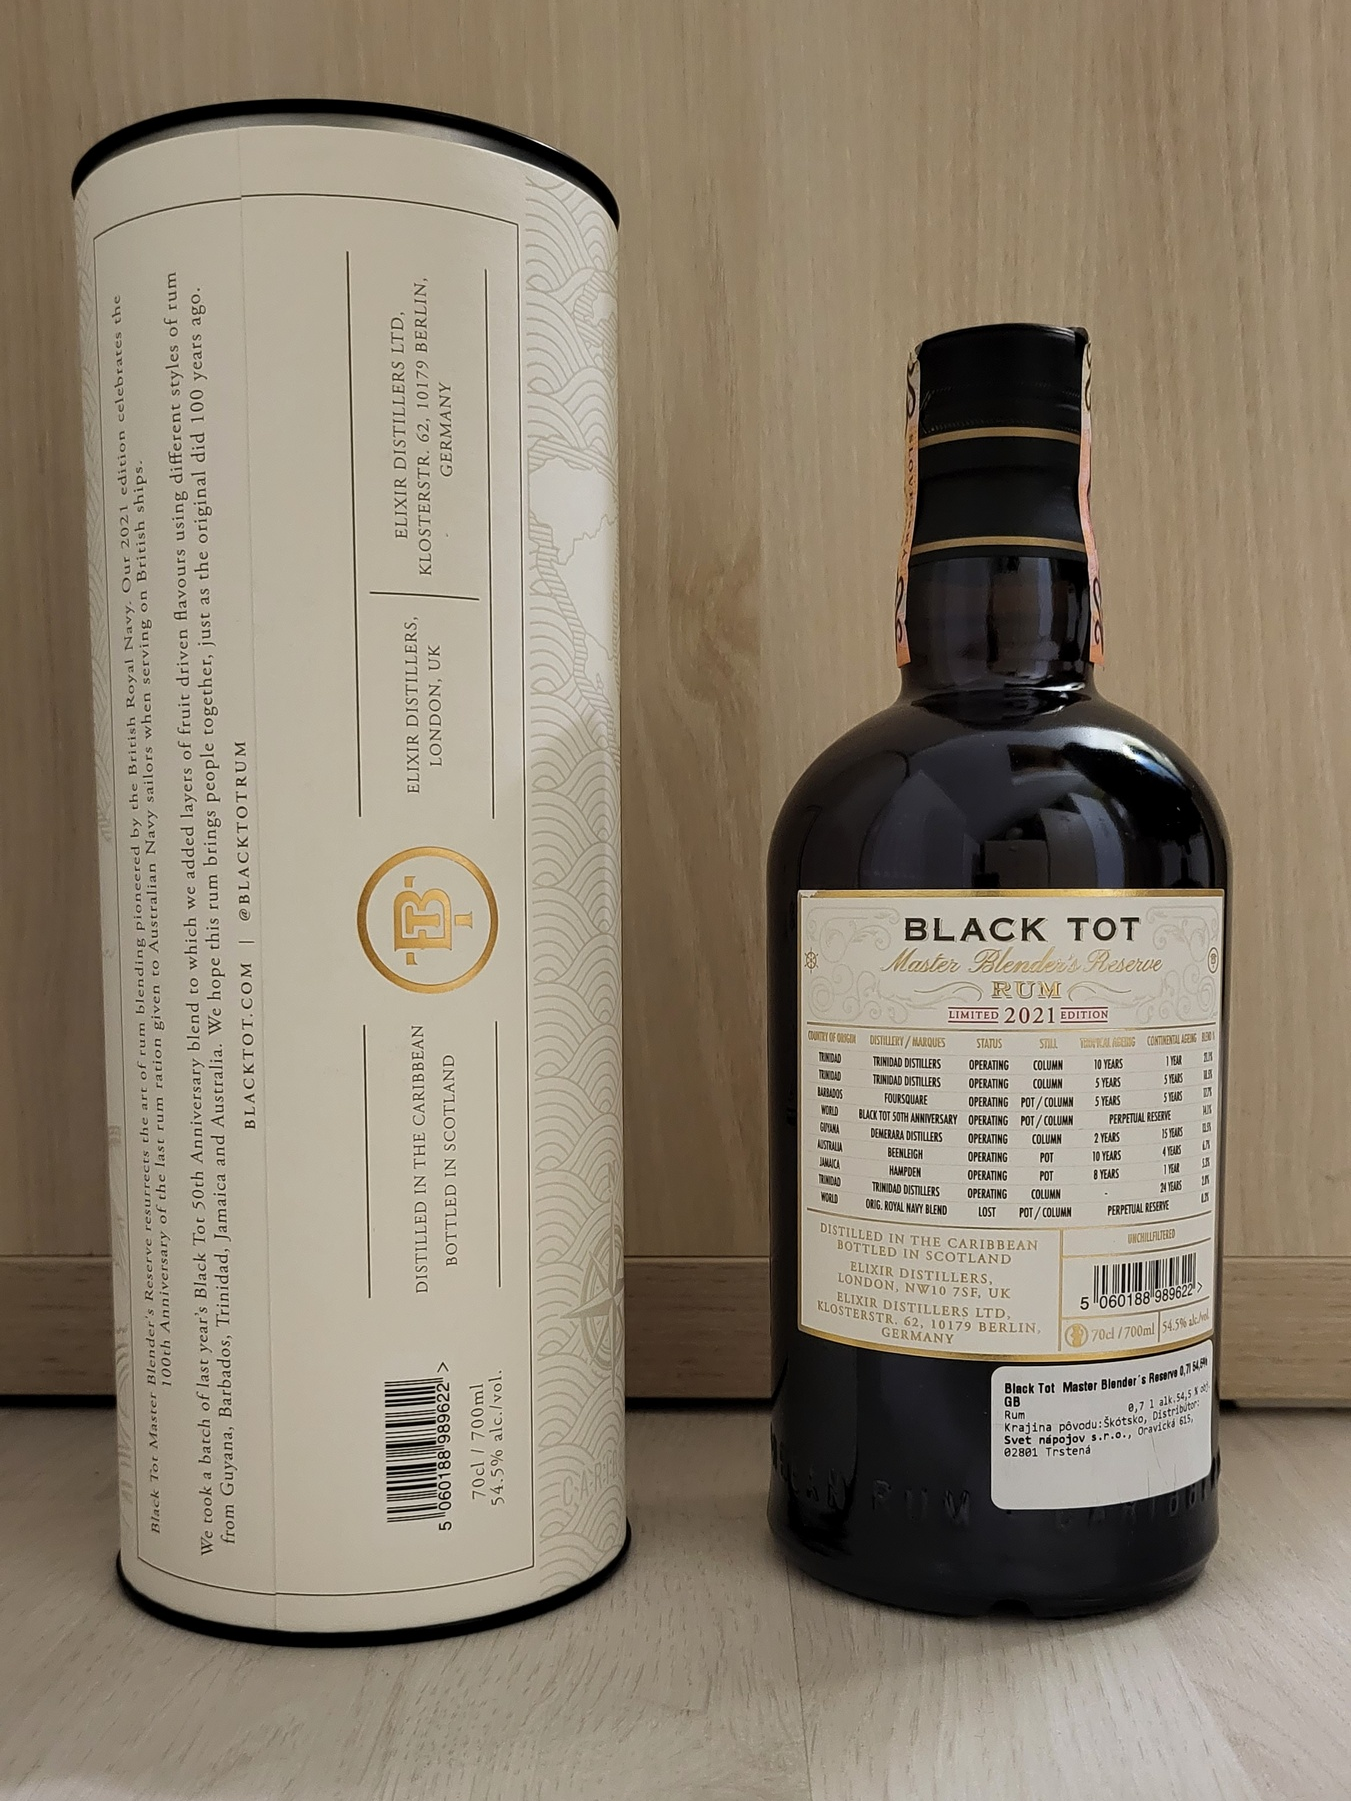 Black Tot Master Blender's Reserve resurrects the art of rum blending pioneered by the British Royal Navy. Our 2021 edition celebrates the
100th Anniversary of the last rum ration given to Australian Navy sailors when serving on British ships.
We took a batch of last year's Black Tot 50th Anniversary blend to which we added layers of fruit driven flavours using different styles of rum
from Guyana, Barbados, Trinidad, Jamaica and Australia. We hope this rum brings people together, just as the original did 100 years ago.
BLACKTOT.COM | @BLACKTOTRUM
5 060188 989622 >
70cl / 700ml
54.5% alc./vol.
DISTILLED IN THE CARIBBEAN
BOTTLED IN SCOTLAND
BT
ELIXIR DISTILLERS,
LONDON, UK
ELIXIR DISTILLERS LTD,
KLOSTERSTR. 62, 10179 BERLIN,
GERMANY
BLACK TOT
Master Blender's Reserve
RUM
LIMITED 2021 EDITION
COUNTRY OF ORIGIN DISTILLERY / MARQUES STATUS STILL TROPICAL AGEING CONTINENTAL AGEING BLEND %
TRINIDAD TRINIDAD DISTILLERS OPERATING COLUMN 10 YEARS 1 YEAR
TRINIDAD TRINIDAD DISTILLERS OPERATING COLUMN 5 YEARS 5 YEARS
BARBADOS FOURSQUARE OPERATING POT / COLUMN 5 YEARS 5 YEARS
WORLD BLACK TOT 50TH ANNIVERSARY OPERATING POT / COLUMN PERPETUAL RESERVE
GUYANA DEMERARA DISTILLERS OPERATING COLUMN 2 YEARS 15 YEARS
AUSTRALIA BEENLEIGH OPERATING POT 10 YEARS 4 YEARS
JAMAICA HAMPDEN OPERATING POT 8 YEARS 1 YEAR
TRINIDAD TRINIDAD DISTILLERS OPERATING COLUMN - 24 YEARS
WORLD ORIG. ROYAL NAVY BLEND LOST POT / COLUMN PERPETUAL RESERVE
DISTILLED IN THE CARIBBEAN
BOTTLED IN SCOTLAND
ELIXIR DISTILLERS,
LONDON, NW10 7SF, UK
ELIXIR DISTILLERS LTD,
KLOSTERSTR. 62, 10179 BERLIN,
GERMANY
UNCHILLFILTERED
5 060188 989622 >
70cl / 700ml 54.5% alc./vol.
Black Tot Master Blender´s Reserve 0,7l 54,5%
GB
Rum 0,7 l alk.54,5 % obj.
Krajina pôvodu:Škótsko, Distribútor:
Svet nápojov s.r.o., Oravická 615,
02801 Trstená
RUM